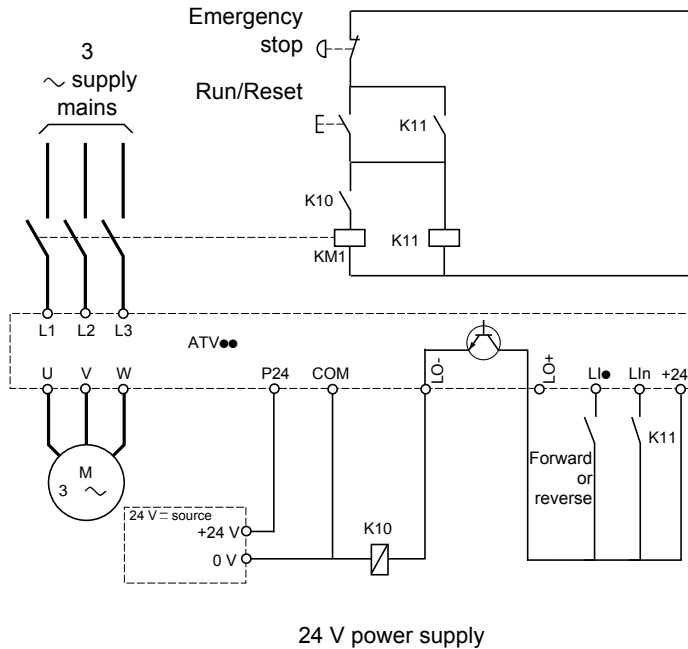 Emergency
stop
3
~ supply
mains
Run/Reset
K11
K10
KM1
K11
L1 L2 L3
ATV●●
U V W
P24 COM LO- LO+ LI● LIn +24
K11
Forward
or
reverse
M
3 ~
24 V ⎓ source
+24 V
K10
0 V
24 V power supply